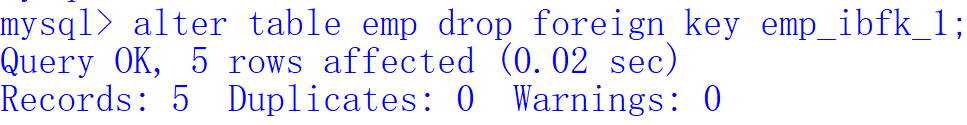 mysql> alter table emp drop foreign key emp_ibfk_1;
Query OK, 5 rows affected (0.02 sec)
Records: 5  Duplicates: 0  Warnings: 0